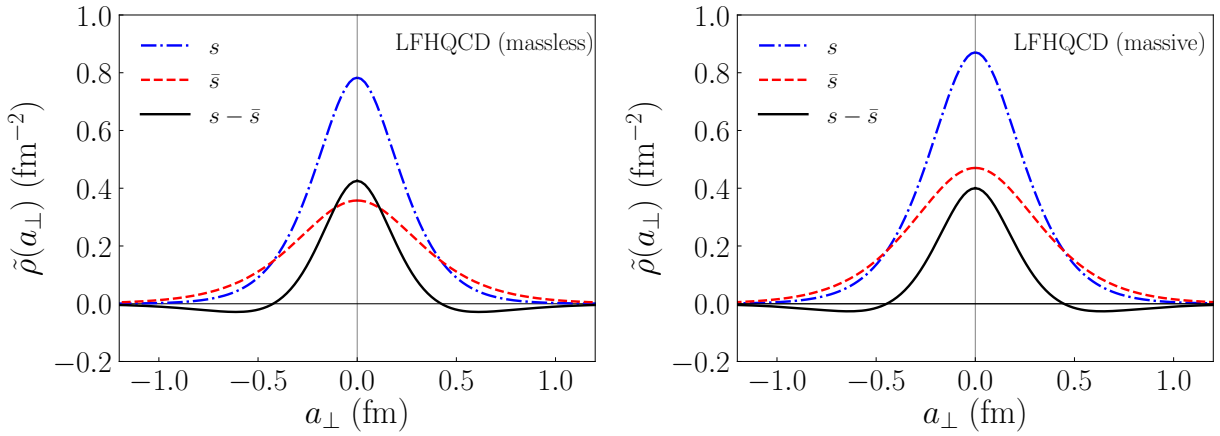 LFHQCD (massless)
s
s̄
s − s̄
1.0
0.8
0.6
0.4
0.2
0.0
−0.2
ρ̃(a⊥) (fm⁻²)
−1.0 −0.5 0.0 0.5 1.0
a⊥ (fm)
LFHQCD (massive)
s
s̄
s − s̄
1.0
0.8
0.6
0.4
0.2
0.0
−0.2
ρ̃(a⊥) (fm⁻²)
−1.0 −0.5 0.0 0.5 1.0
a⊥ (fm)